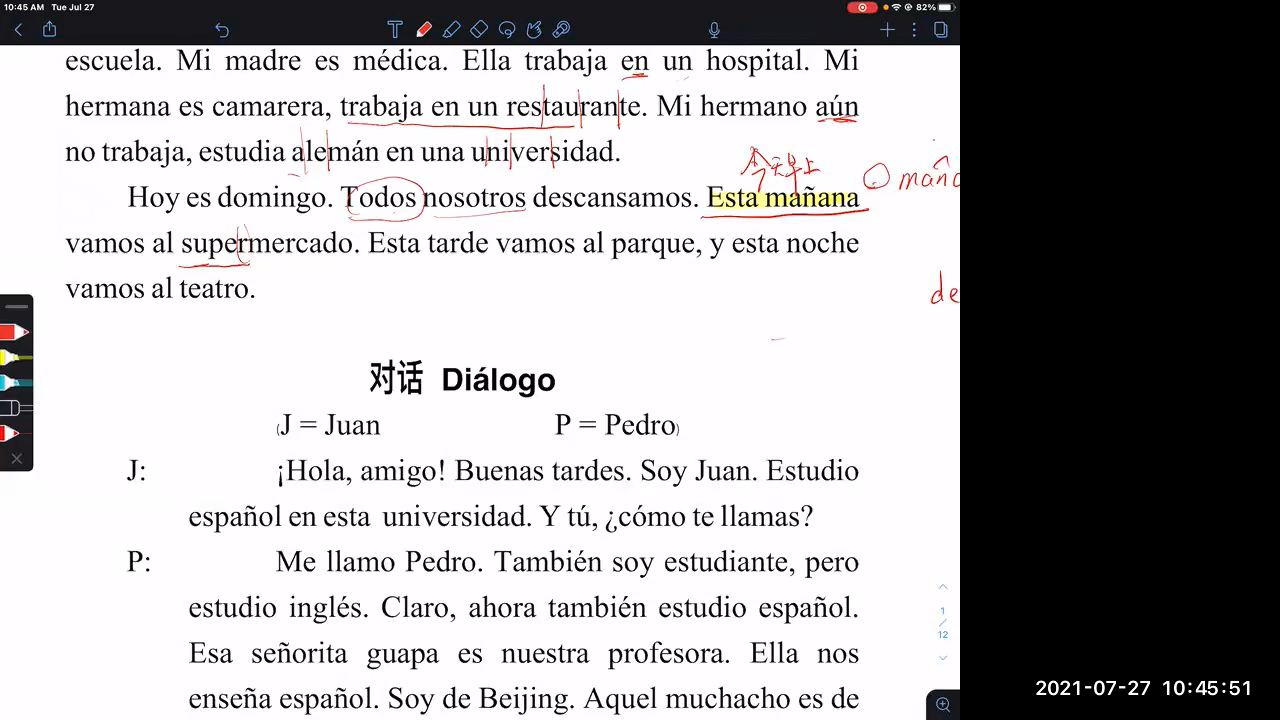 10:45 AM Tue Jul 27
82%
escuela. Mi madre es médica. Ella trabaja en un hospital. Mi
hermana es camarera, trabaja en un restaurante. Mi hermano aún
no trabaja, estudia alemán en una universidad.
今天早上
Hoy es domingo. Todos nosotros descansamos. Esta mañana
vamos al supermercado. Esta tarde vamos al parque, y esta noche
de
vamos al teatro.
对话 Diálogo
(J = Juan P = Pedro)
J: ¡Hola, amigo! Buenas tardes. Soy Juan. Estudio
español en esta universidad. Y tú, ¿cómo te llamas?
P: Me llamo Pedro. También soy estudiante, pero
estudio inglés. Claro, ahora también estudio español.
Esa señorita guapa es nuestra profesora. Ella nos
enseña español. Soy de Beijing. Aquel muchacho es de
1
/
12
2021-07-27 10:45:51